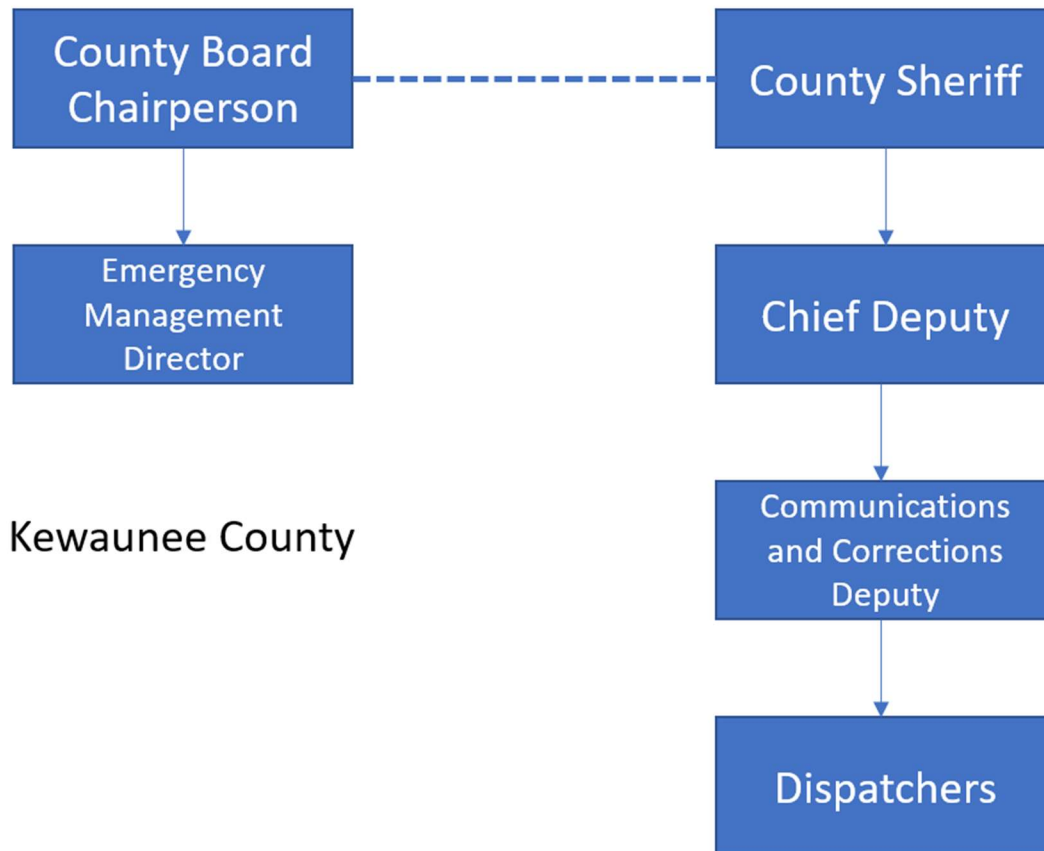 County Board
Chairperson
County Sheriff
Emergency
Management
Director
Chief Deputy
Kewaunee County
Communications
and Corrections
Deputy
Dispatchers